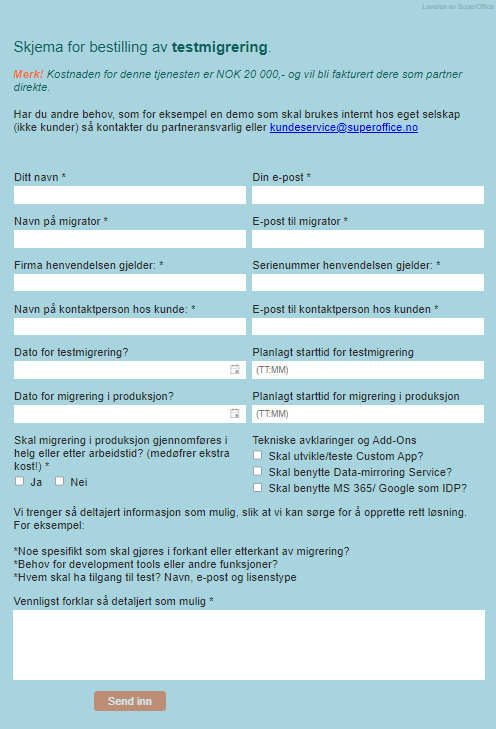 Leveres av SuperOffice
Skjema for bestilling av testmigrering.
Merk! Kostnaden for denne tjenesten er NOK 20 000,- og vil bli fakturert dere som partner
direkte.
Har du andre behov, som for eksempel en demo som skal brukes internt hos eget selskap
(ikke kunder) så kontakter du partneransvarlig eller kundeservice@superoffice.no
Ditt navn *
Din e-post *
Navn på migrator *
E-post til migrator *
Firma henvendelsen gjelder: *
Serienummer henvendelsen gjelder: *
Navn på kontaktperson hos kunde: *
E-post til kontaktperson hos kunden *
Dato for testmigrering?
Planlagt starttid for testmigrering
(TT:MM)
Dato for migrering i produksjon?
Planlagt starttid for migrering i produksjon
(TT:MM)
Skal migrering i produksjon gjennomføres i
helg eller etter arbeidstid? (medøfrer ekstra
kost!) *
Ja Nei
Tekniske avklaringer og Add-Ons
Skal utvikle/teste Custom App?
Skal benytte Data-mirroring Service?
Skal benytte MS 365/ Google som IDP?
Vi trenger så deltajert informasjon som mulig, slik at vi kan sørge for å opprette rett løsning.
For eksempel:
*Noe spesifikt som skal gjøres i forkant eller etterkant av migrering?
*Behov for development tools eller andre funksjoner?
*Hvem skal ha tilgang til test? Navn, e-post og lisenstype
Vennligst forklar så detaljert som mulig *
Send inn